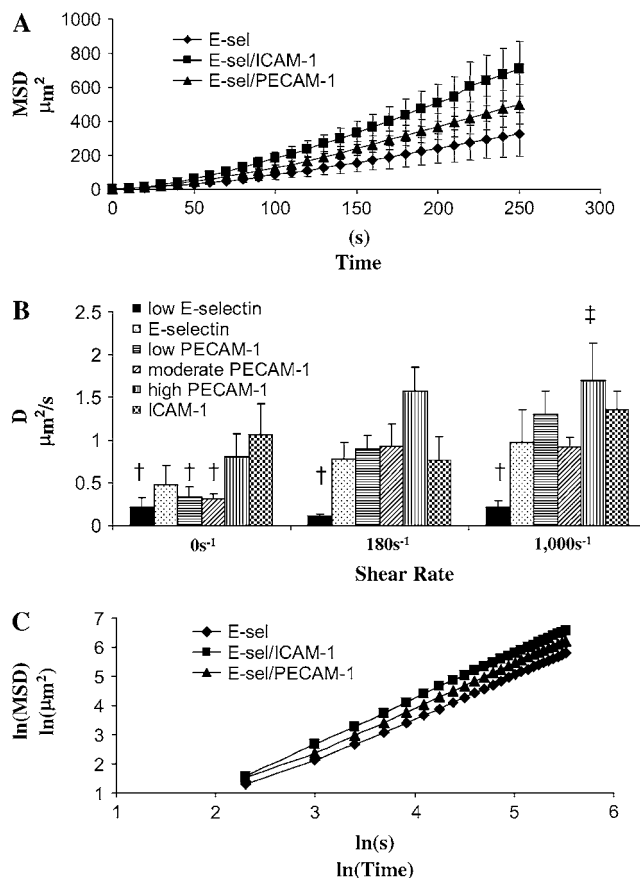 A
MSD
μm²
1000
800
600
400
200
0
E-sel
E-sel/ICAM-1
E-sel/PECAM-1
0 50 100 150 200 250 300
(s)
Time
B
D
μm²/s
2.5
2
1.5
1
0.5
0
low E-selectin
E-selectin
low PECAM-1
moderate PECAM-1
high PECAM-1
ICAM-1
† † † † † ‡
0s⁻¹ 180s⁻¹ 1,000s⁻¹
Shear Rate
C
ln(MSD)
ln(μm²)
7
6
5
4
3
2
1
E-sel
E-sel/ICAM-1
E-sel/PECAM-1
1 2 3 4 5 6
ln(s)
ln(Time)